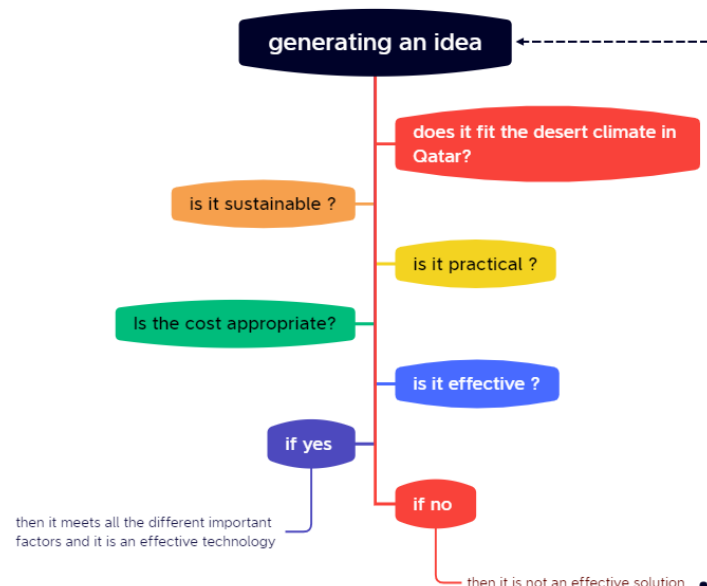 generating an idea
does it fit the desert climate in
Qatar?
is it sustainable ?
is it practical ?
Is the cost appropriate?
is it effective ?
if yes
if no
then it meets all the different important
factors and it is an effective technology
then it is not an effective solution